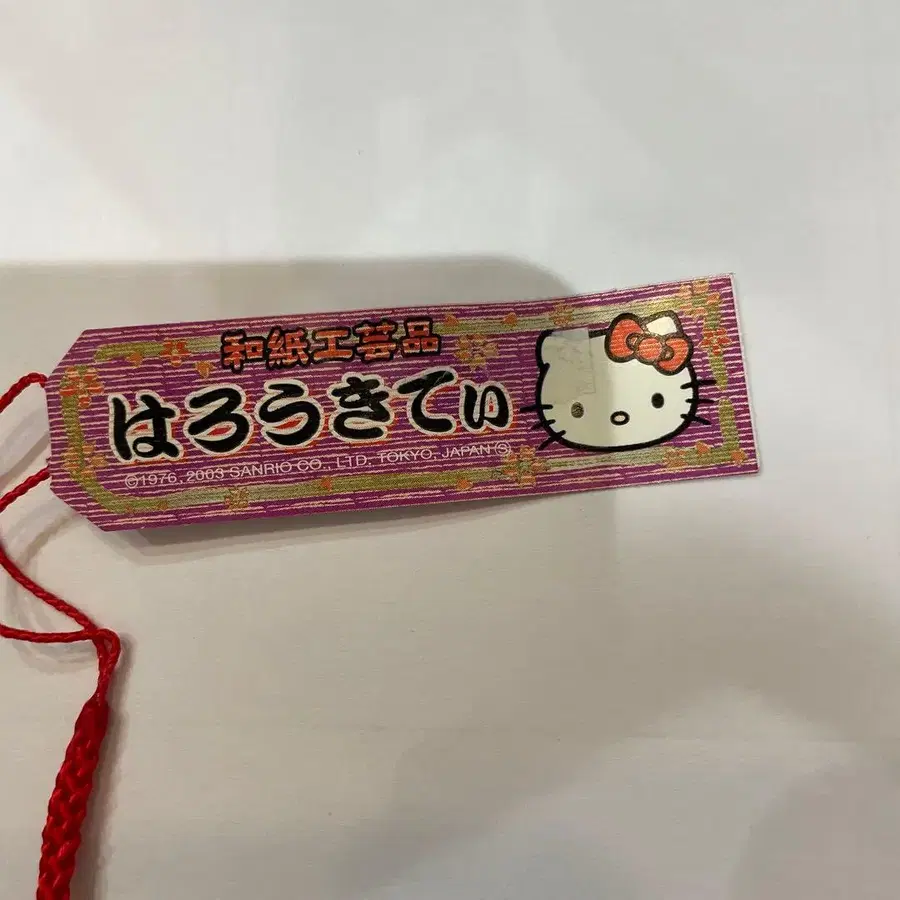 和紙工芸品
はろうきてぃ
©1976, 2003 SANRIO CO., LTD. TOKYO, JAPAN Ⓢ